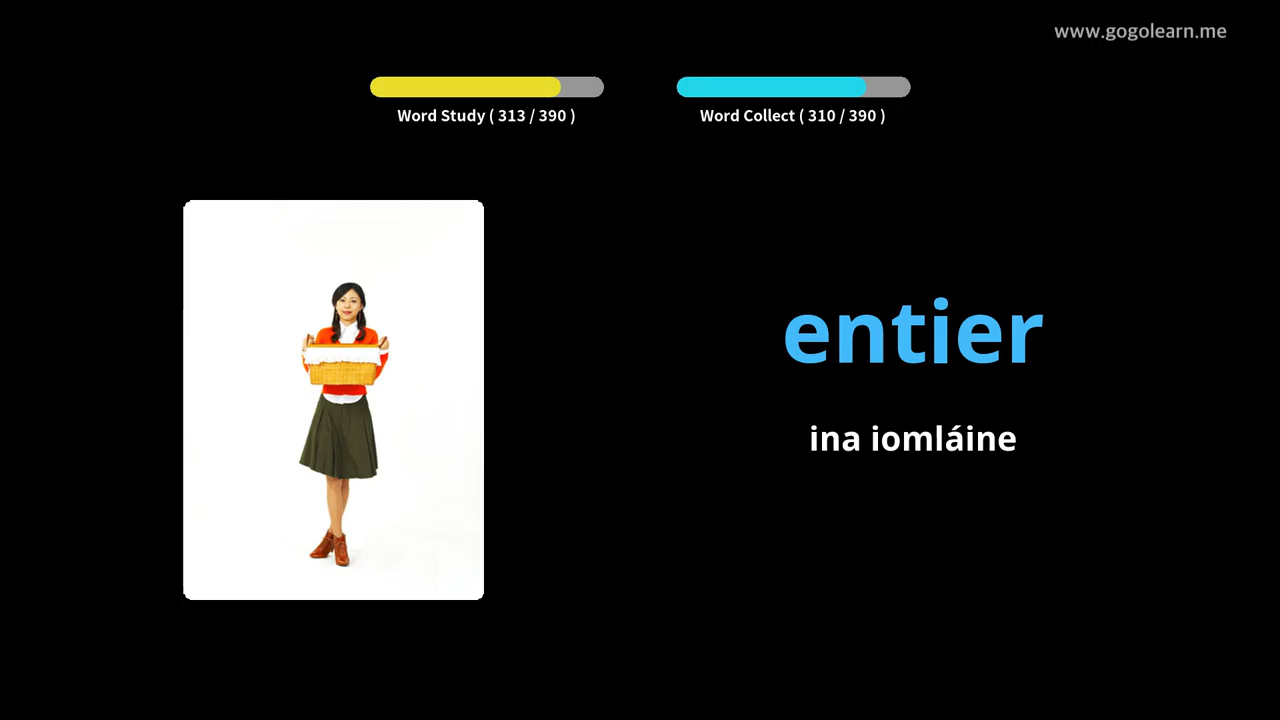 www.gogolearn.me
Word Study ( 313 / 390 )
Word Collect ( 310 / 390 )
entier
ina iomláine